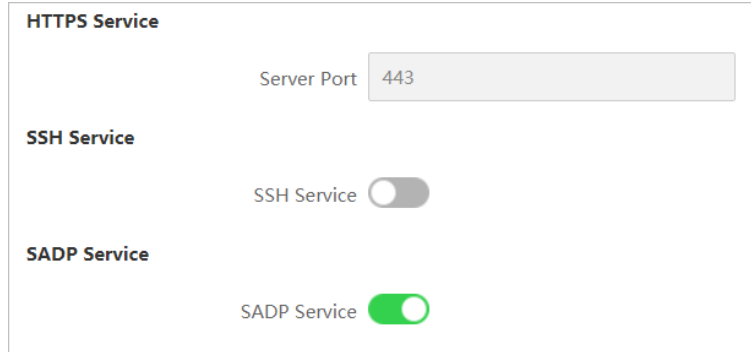 HTTPS Service
Server Port 443
SSH Service
SSH Service
SADP Service
SADP Service